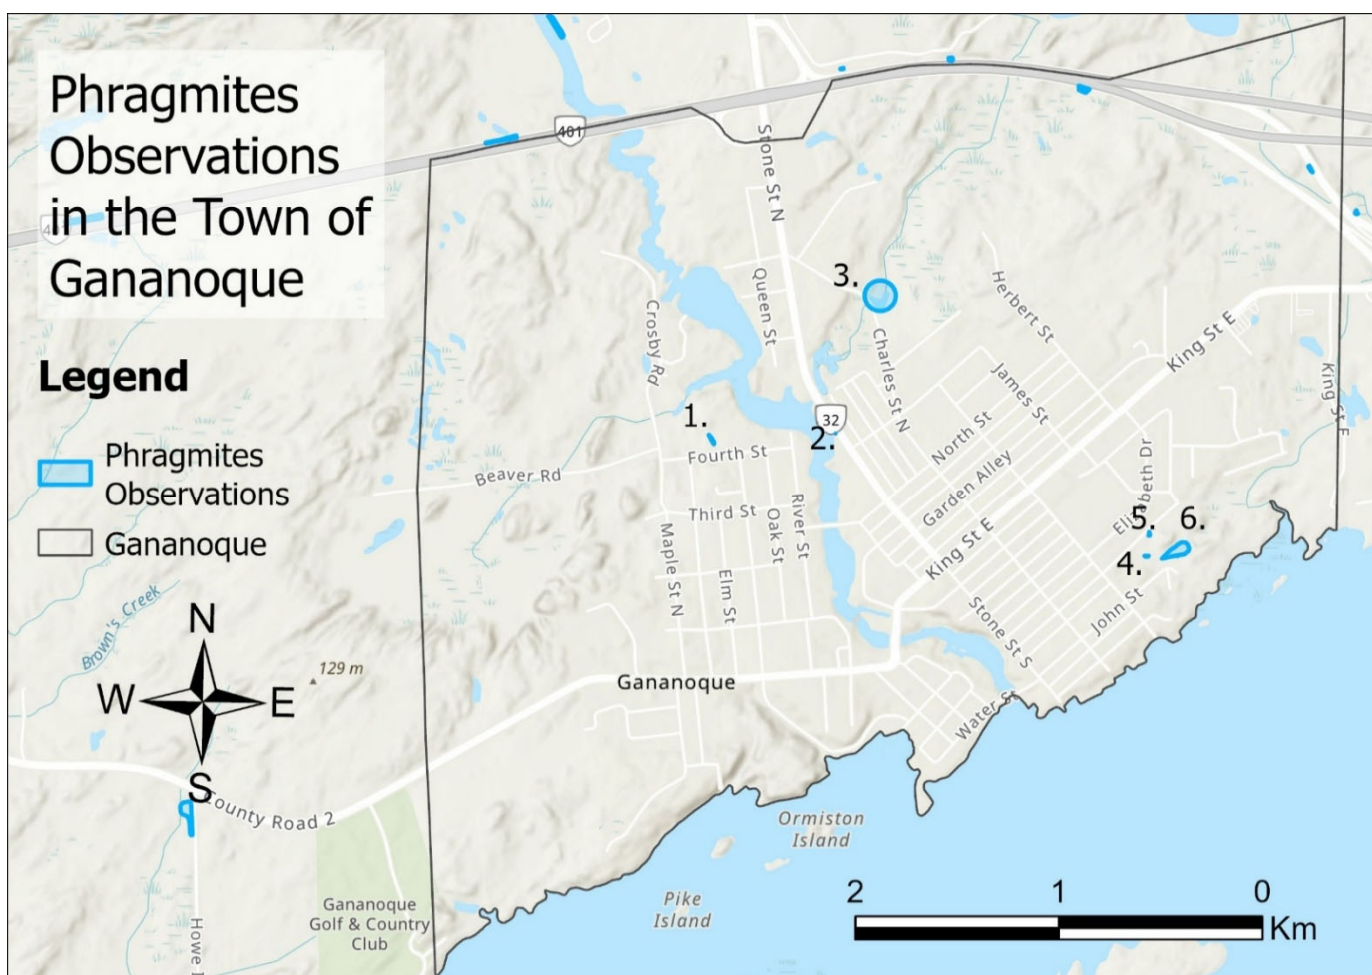 Phragmites
Observations
in the Town of
Gananoque
Legend
Phragmites
Observations
Gananoque
N
W
E
S
401
401
Stone St N
3.
Queen St
Herbert St
Crosby Rd
Charles St N
King St E
James St
King St E
1.
32
2.
North St
Fourth St
Beaver Rd
Garden Alley
Elizabeth Dr
Third St
Oak St
River St
5.
6.
4.
Maple St N
Elm St
King St E
John St
Stone St S
Brown's Creek
129 m
Gananoque
Water St
County Road 2
Ormiston
Island
Pike
Island
Gananoque
Golf & Country
Club
Howe I
2
1
0
Km